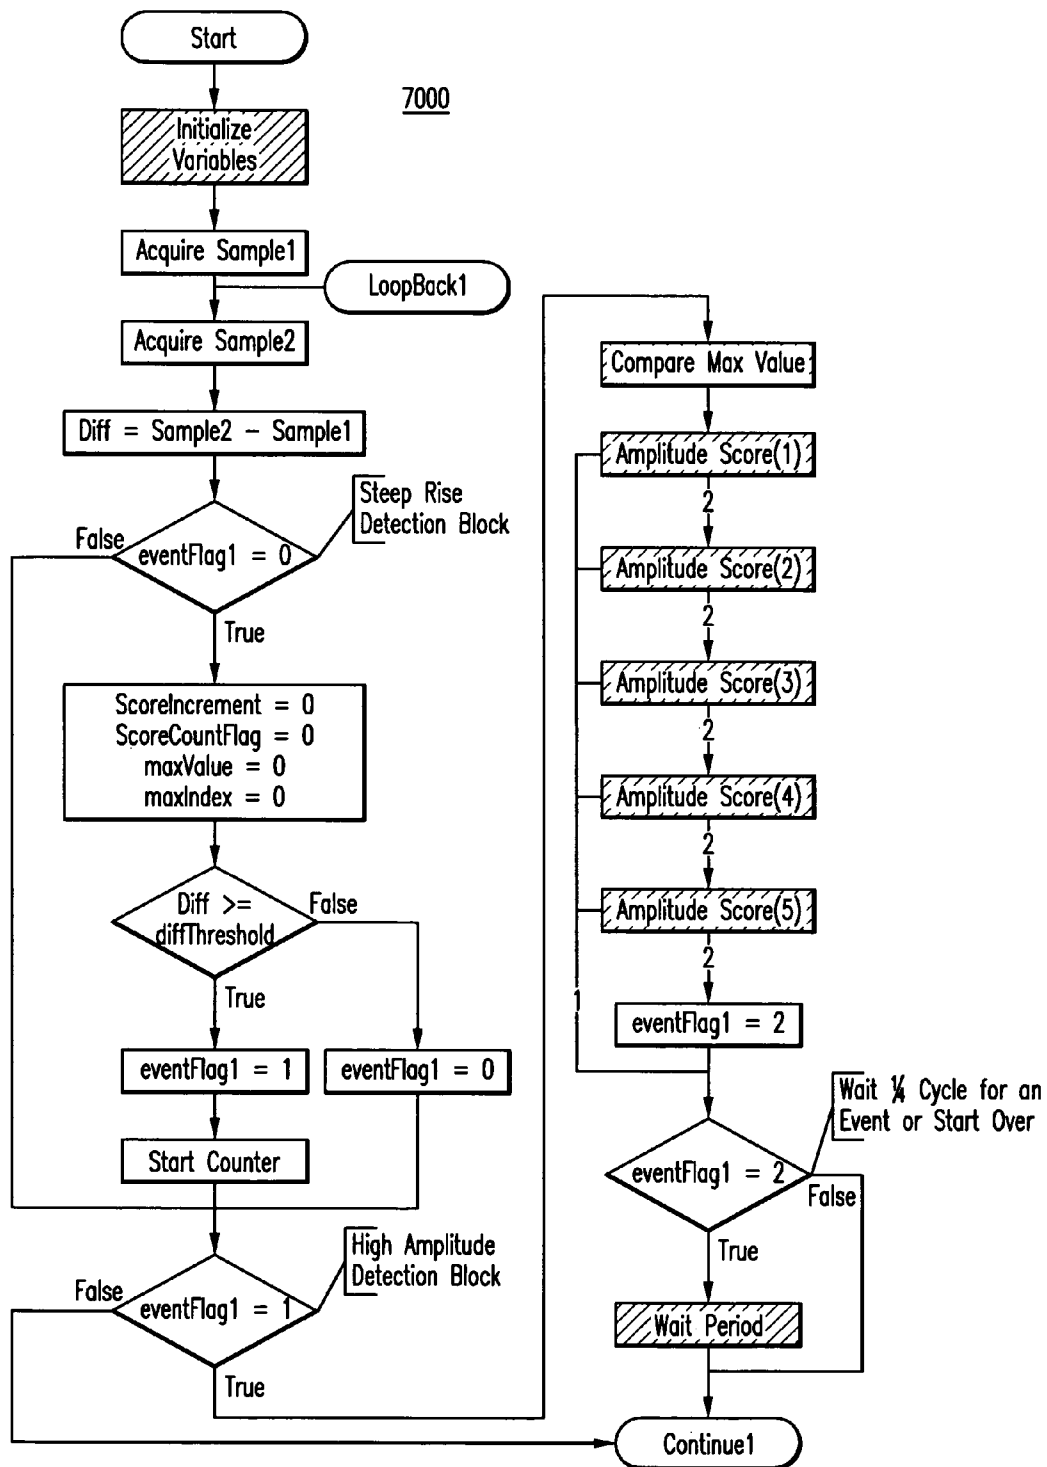 Start
7000
Initialize
Variables
Acquire Sample1
LoopBack1
Acquire Sample2
Diff = Sample2 - Sample1
Steep Rise
Detection Block
False
eventFlag1 = 0
True
ScoreIncrement = 0
ScoreCountFlag = 0
maxValue = 0
maxIndex = 0
Diff >=
diffThreshold
False
True
eventFlag1 = 1
eventFlag1 = 0
Start Counter
High Amplitude
Detection Block
False
eventFlag1 = 1
True
Compare Max Value
Amplitude Score(1)
2
Amplitude Score(2)
2
Amplitude Score(3)
2
Amplitude Score(4)
2
Amplitude Score(5)
2
1
eventFlag1 = 2
Wait ¼ Cycle for an
Event or Start Over
eventFlag1 = 2
False
True
Wait Period
Continue1